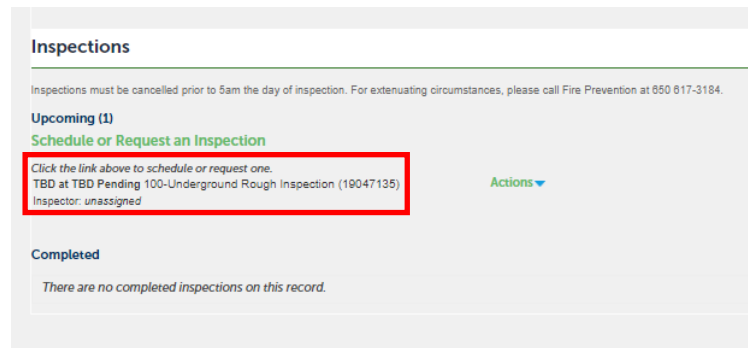 Inspections
Inspections must be cancelled prior to 5am the day of inspection. For extenuating circumstances, please call Fire Prevention at 650 617-3184.
Upcoming (1)
Schedule or Request an Inspection
Click the link above to schedule or request one.
TBD at TBD Pending 100-Underground Rough Inspection (19047135)
Actions
Inspector: unassigned
Completed
There are no completed inspections on this record.